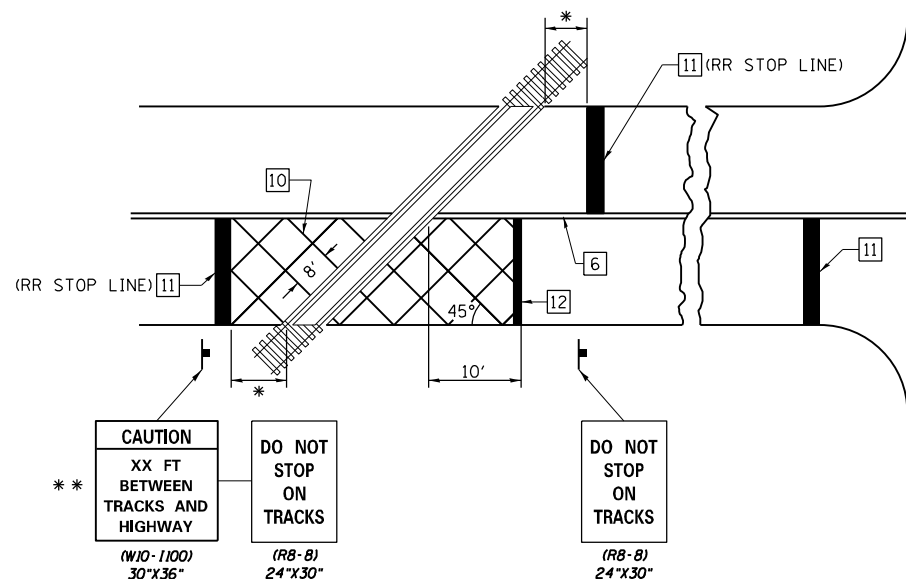 *
11 (RR STOP LINE)
10
8'
6
(RR STOP LINE) 11
11
12
45°
10'
*
* *
CAUTION
XX FT
BETWEEN
TRACKS AND
HIGHWAY
(W10-I100)
30"X36"
DO NOT
STOP
ON
TRACKS
(R8-8)
24"X30"
DO NOT
STOP
ON
TRACKS
(R8-8)
24"X30"